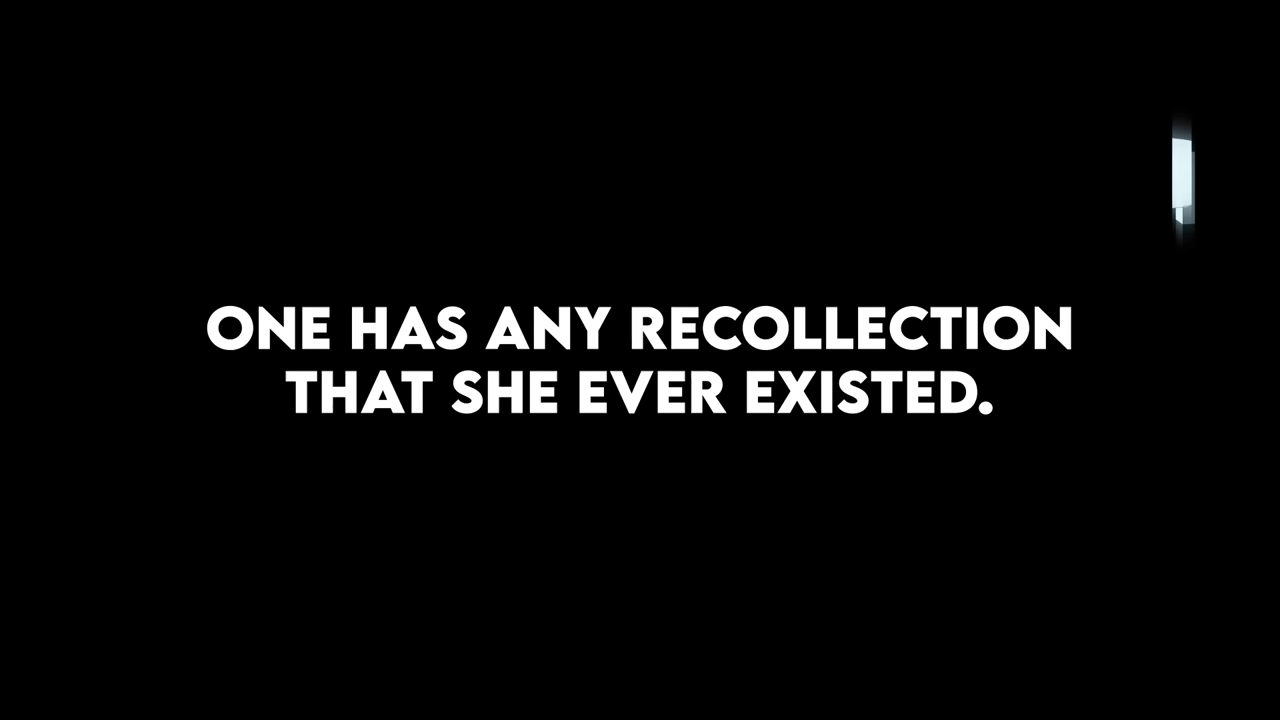 ONE HAS ANY RECOLLECTION
THAT SHE EVER EXISTED.